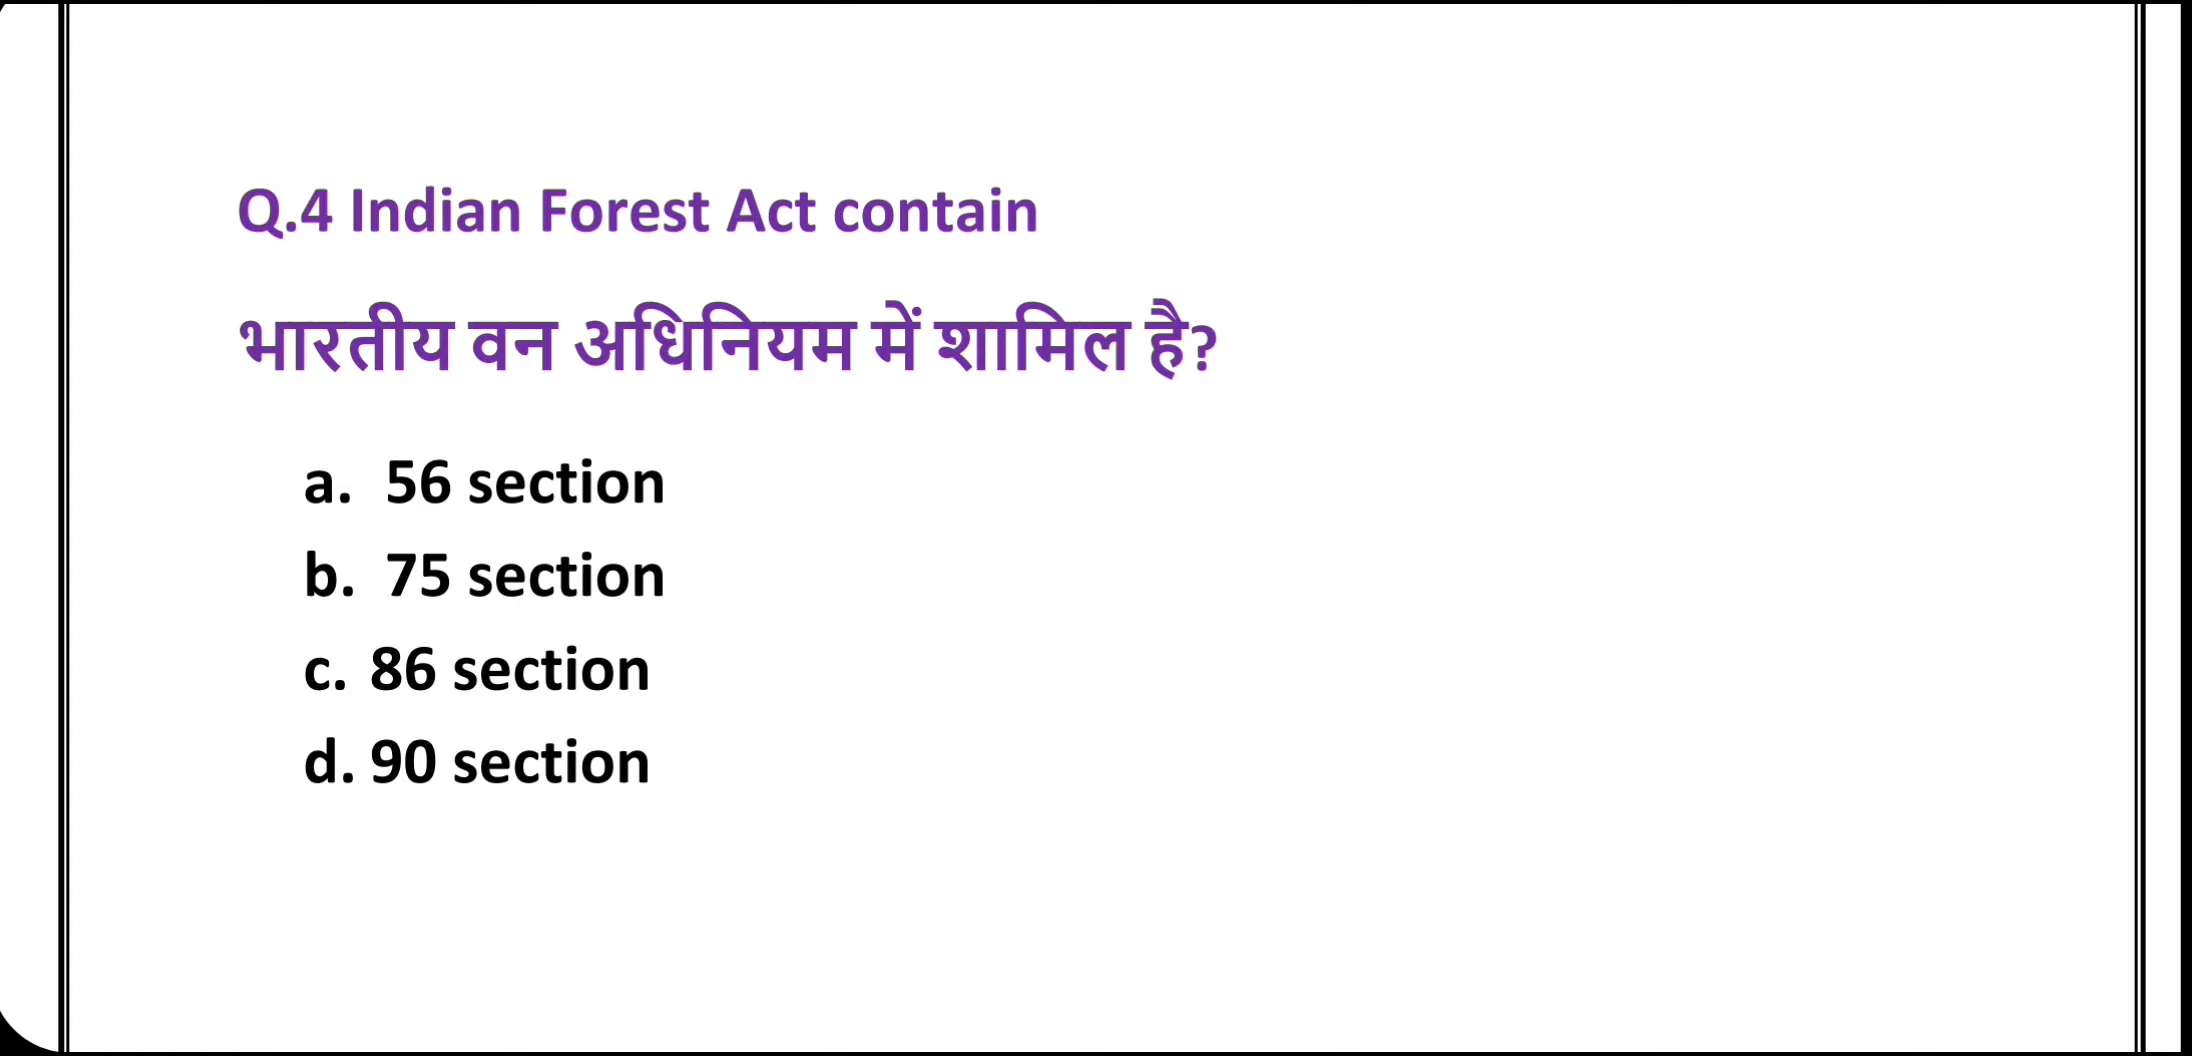 Q.4 Indian Forest Act contain
भारतीय वन अधिनियम में शामिल है?
a. 56 section
b. 75 section
c. 86 section
d. 90 section